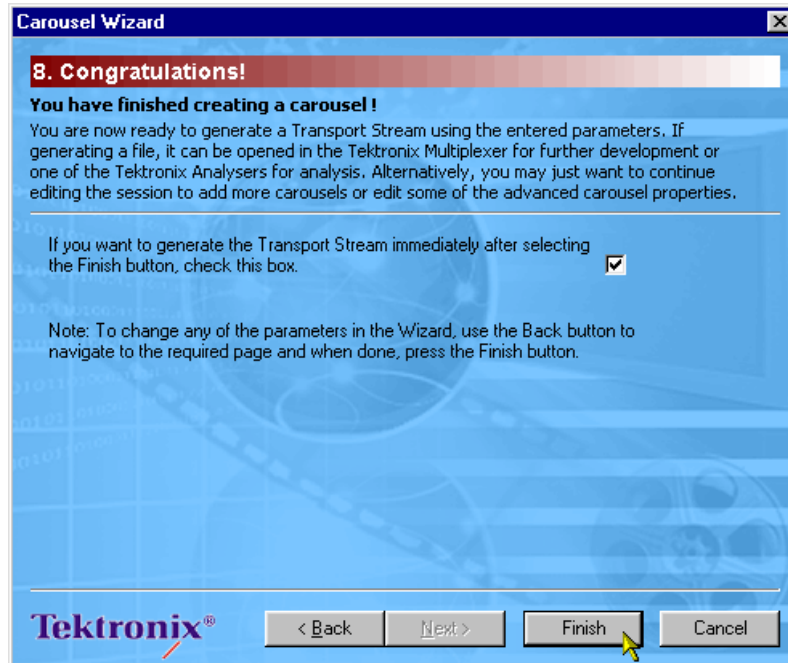 Carousel Wizard
8. Congratulations!
You have finished creating a carousel !
You are now ready to generate a Transport Stream using the entered parameters. If
generating a file, it can be opened in the Tektronix Multiplexer for further development or
one of the Tektronix Analysers for analysis. Alternatively, you may just want to continue
editing the session to add more carousels or edit some of the advanced carousel properties.
If you want to generate the Transport Stream immediately after selecting
the Finish button, check this box.
Note: To change any of the parameters in the Wizard, use the Back button to
navigate to the required page and when done, press the Finish button.
Tektronix®
< Back
Next >
Finish
Cancel